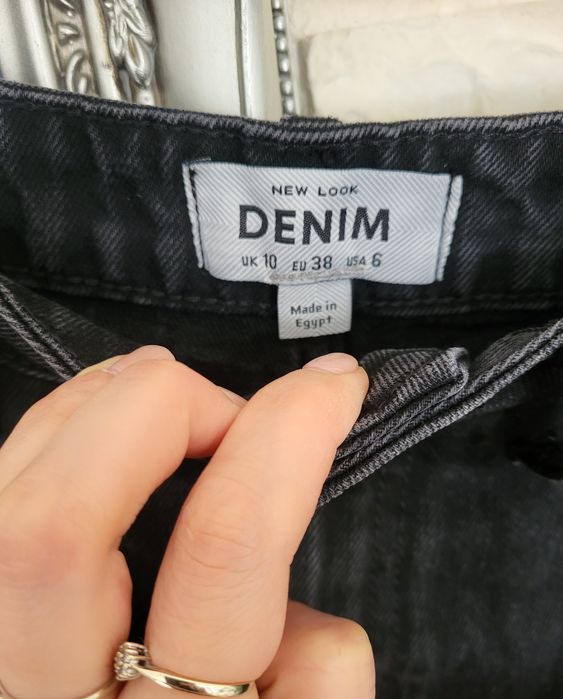 NEW LOOK
DENIM
UK 10 EU 38 USA 6
Made in
Egypt